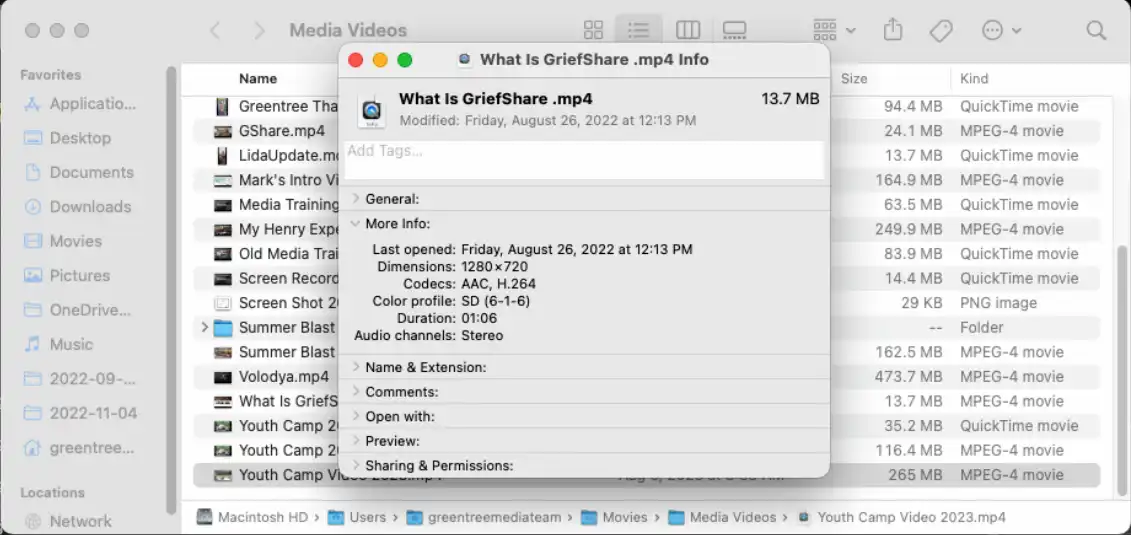 Media Videos
What Is GriefShare .mp4 Info
What Is GriefShare .mp4 13.7 MB
Modified: Friday, August 26, 2022 at 12:13 PM
Add Tags...
General:
More Info:
Last opened: Friday, August 26, 2022 at 12:13 PM
Dimensions: 1280×720
Codecs: AAC, H.264
Color profile: SD (6-1-6)
Duration: 01:06
Audio channels: Stereo
Name & Extension:
Comments:
Open with:
Preview:
Sharing & Permissions:
Favorites
Applicatio...
Desktop
Documents
Downloads
Movies
Pictures
OneDrive...
Music
2022-09-...
2022-11-04
greentree...
Locations
Network
Name Size Kind
Greentree Tha 94.4 MB QuickTime movie
GShare.mp4 24.1 MB MPEG-4 movie
LidaUpdate.mo 13.7 MB QuickTime movie
Mark's Intro Vi 164.9 MB MPEG-4 movie
Media Training 63.5 MB QuickTime movie
My Henry Expe 249.9 MB MPEG-4 movie
Old Media Trai 83.9 MB QuickTime movie
Screen Record 14.4 MB QuickTime movie
Screen Shot 20 29 KB PNG image
Summer Blast -- Folder
Summer Blast 162.5 MB MPEG-4 movie
Volodya.mp4 473.7 MB MPEG-4 movie
What Is GriefS 13.7 MB MPEG-4 movie
Youth Camp 20 35.2 MB QuickTime movie
Youth Camp 20 116.4 MB MPEG-4 movie
Youth Camp Video 2023.mp4 265 MB MPEG-4 movie
Macintosh HD › Users › greentreemediateam › Movies › Media Videos › Youth Camp Video 2023.mp4